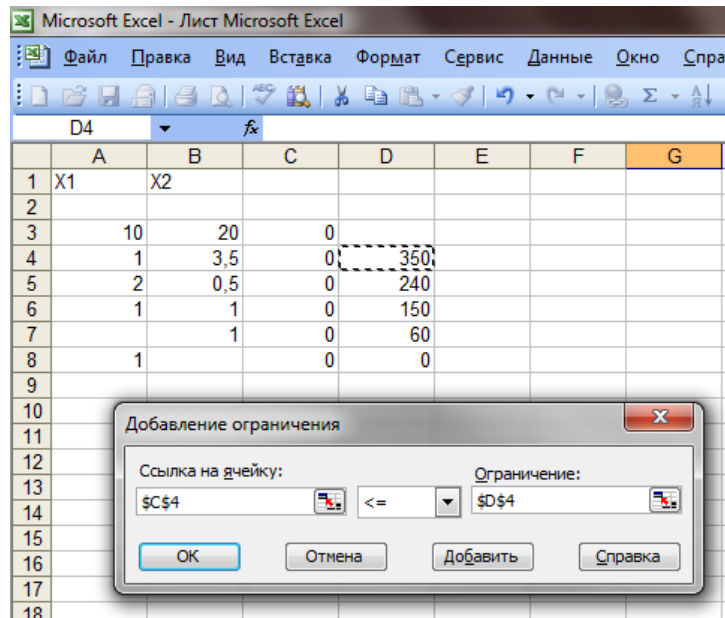 Microsoft Excel - Лист Microsoft Excel
Файл Правка Вид Вставка Формат Сервис Данные Окно Спра
ABC Σ А Я
D4 fx
A B C D E F G
1 X1 X2
2
3 10 20 0
4 1 3,5 0 350
5 2 0,5 0 240
6 1 1 0 150
7 1 0 60
8 1 0 0
9
10
11
12
13
14
15
16
17
18
Добавление ограничения
Ссылка на ячейку: Ограничение:
$C$4 <= $D$4
OK Отмена Добавить Справка